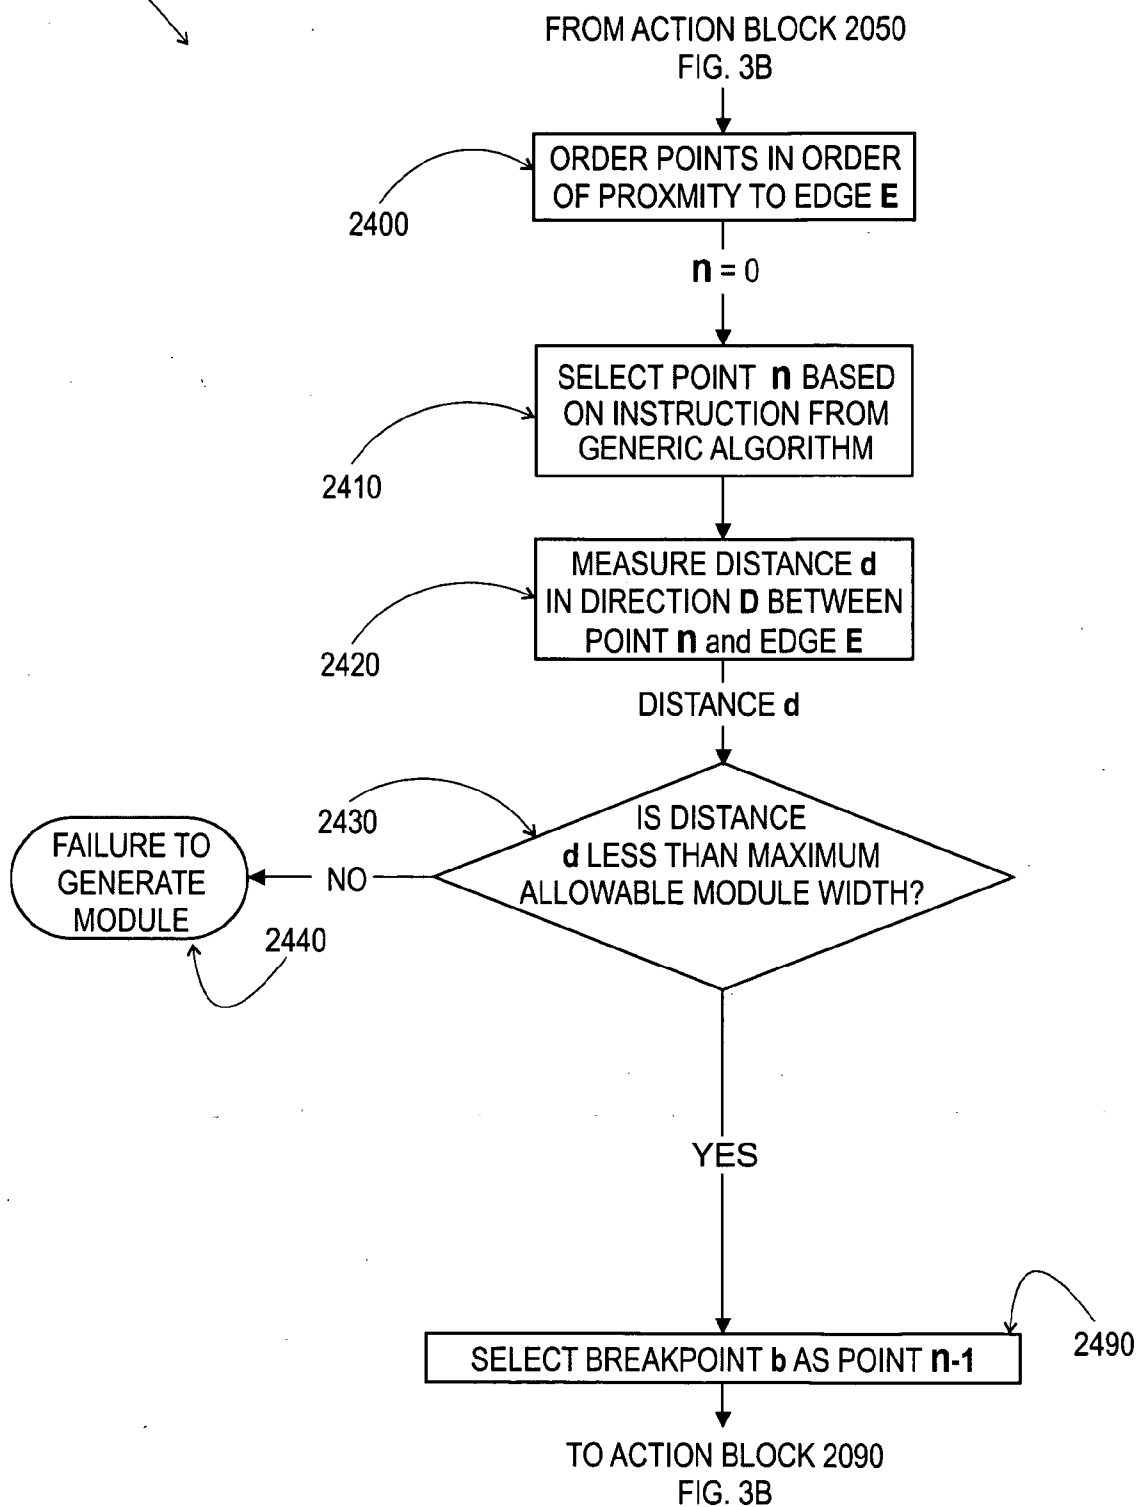 FROM ACTION BLOCK 2050
FIG. 3B
ORDER POINTS IN ORDER
OF PROXMITY TO EDGE E
2400
n = 0
SELECT POINT n BASED
ON INSTRUCTION FROM
GENERIC ALGORITHM
2410
MEASURE DISTANCE d
IN DIRECTION D BETWEEN
POINT n and EDGE E
2420
DISTANCE d
2430
IS DISTANCE
d LESS THAN MAXIMUM
ALLOWABLE MODULE WIDTH?
NO
FAILURE TO
GENERATE
MODULE
2440
YES
2490
SELECT BREAKPOINT b AS POINT n-1
TO ACTION BLOCK 2090
FIG. 3B